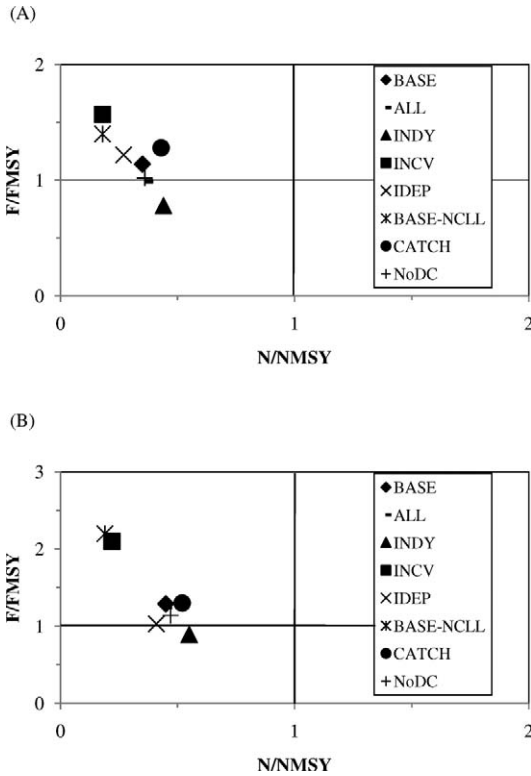 (A)
2
BASE
ALL
INDY
INCV
IDEP
BASE-NCLL
CATCH
NoDC
F/FMSY
1
0
0
1
2
N/NMSY
(B)
3
BASE
ALL
INDY
INCV
IDEP
BASE-NCLL
CATCH
NoDC
F/FMSY
2
1
0
0
1
2
N/NMSY